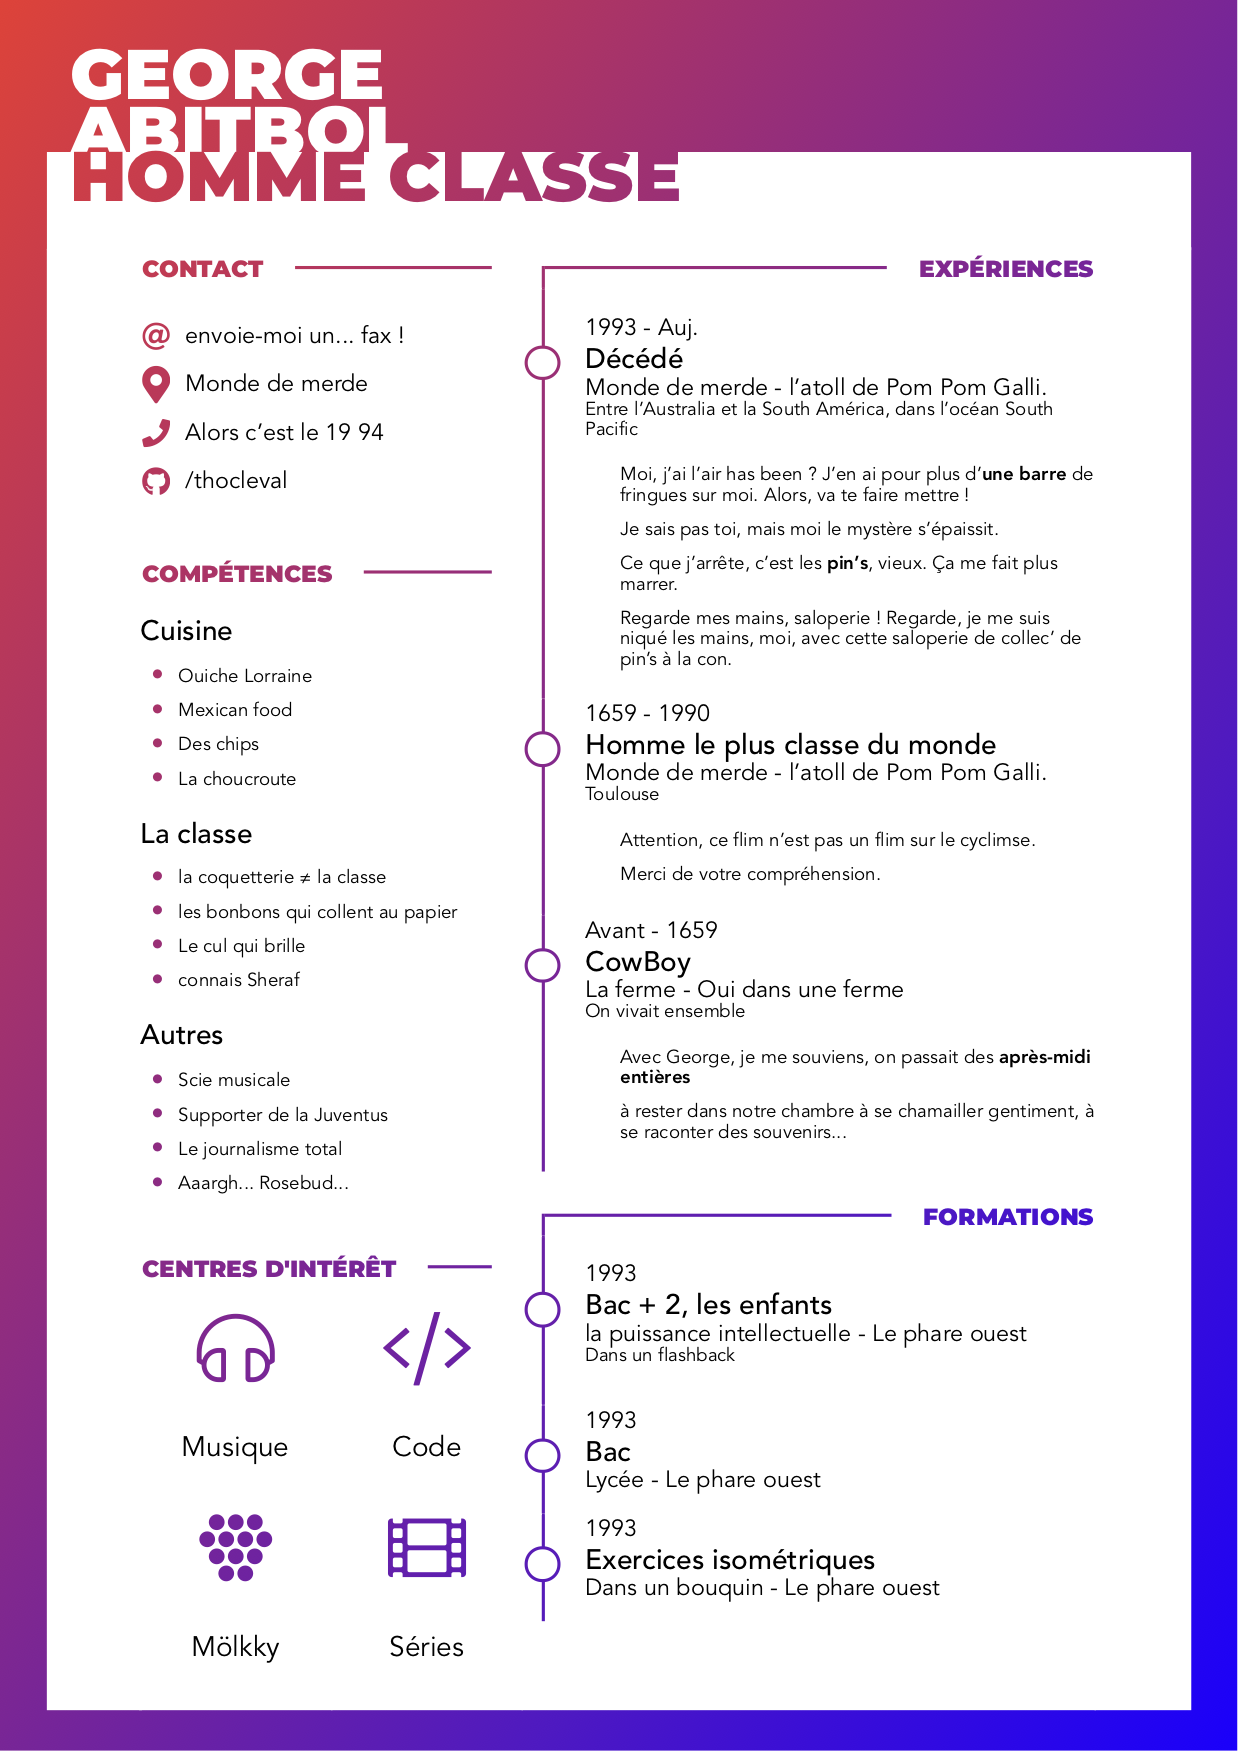 GEORGE
ABITBOL
HOMME CLASSE
CONTACT
@ envoie-moi un... fax !
Monde de merde
Alors c’est le 19 94
/thocleval
COMPÉTENCES
Cuisine
Ouiche Lorraine
Mexican food
Des chips
La choucroute
La classe
la coquetterie ≠ la classe
les bonbons qui collent au papier
Le cul qui brille
connais Sheraf
Autres
Scie musicale
Supporter de la Juventus
Le journalisme total
Aaargh... Rosebud...
CENTRES D'INTÉRÊT
</>
Musique
Code
Mölkky
Séries
EXPÉRIENCES
1993 - Auj.
Décédé
Monde de merde - l’atoll de Pom Pom Galli.
Entre l’Australia et la South América, dans l’océan South
Pacific
Moi, j’ai l’air has been ? J’en ai pour plus d’une barre de
fringues sur moi. Alors, va te faire mettre !
Je sais pas toi, mais moi le mystère s’épaissit.
Ce que j’arrête, c’est les pin’s, vieux. Ça me fait plus
marrer.
Regarde mes mains, saloperie ! Regarde, je me suis
niqué les mains, moi, avec cette saloperie de collec’ de
pin’s à la con.
1659 - 1990
Homme le plus classe du monde
Monde de merde - l’atoll de Pom Pom Galli.
Toulouse
Attention, ce flim n’est pas un flim sur le cyclimse.
Merci de votre compréhension.
Avant - 1659
CowBoy
La ferme - Oui dans une ferme
On vivait ensemble
Avec George, je me souviens, on passait des après-midi
entières
à rester dans notre chambre à se chamailler gentiment, à
se raconter des souvenirs...
FORMATIONS
1993
Bac + 2, les enfants
la puissance intellectuelle - Le phare ouest
Dans un flashback
1993
Bac
Lycée - Le phare ouest
1993
Exercices isométriques
Dans un bouquin - Le phare ouest